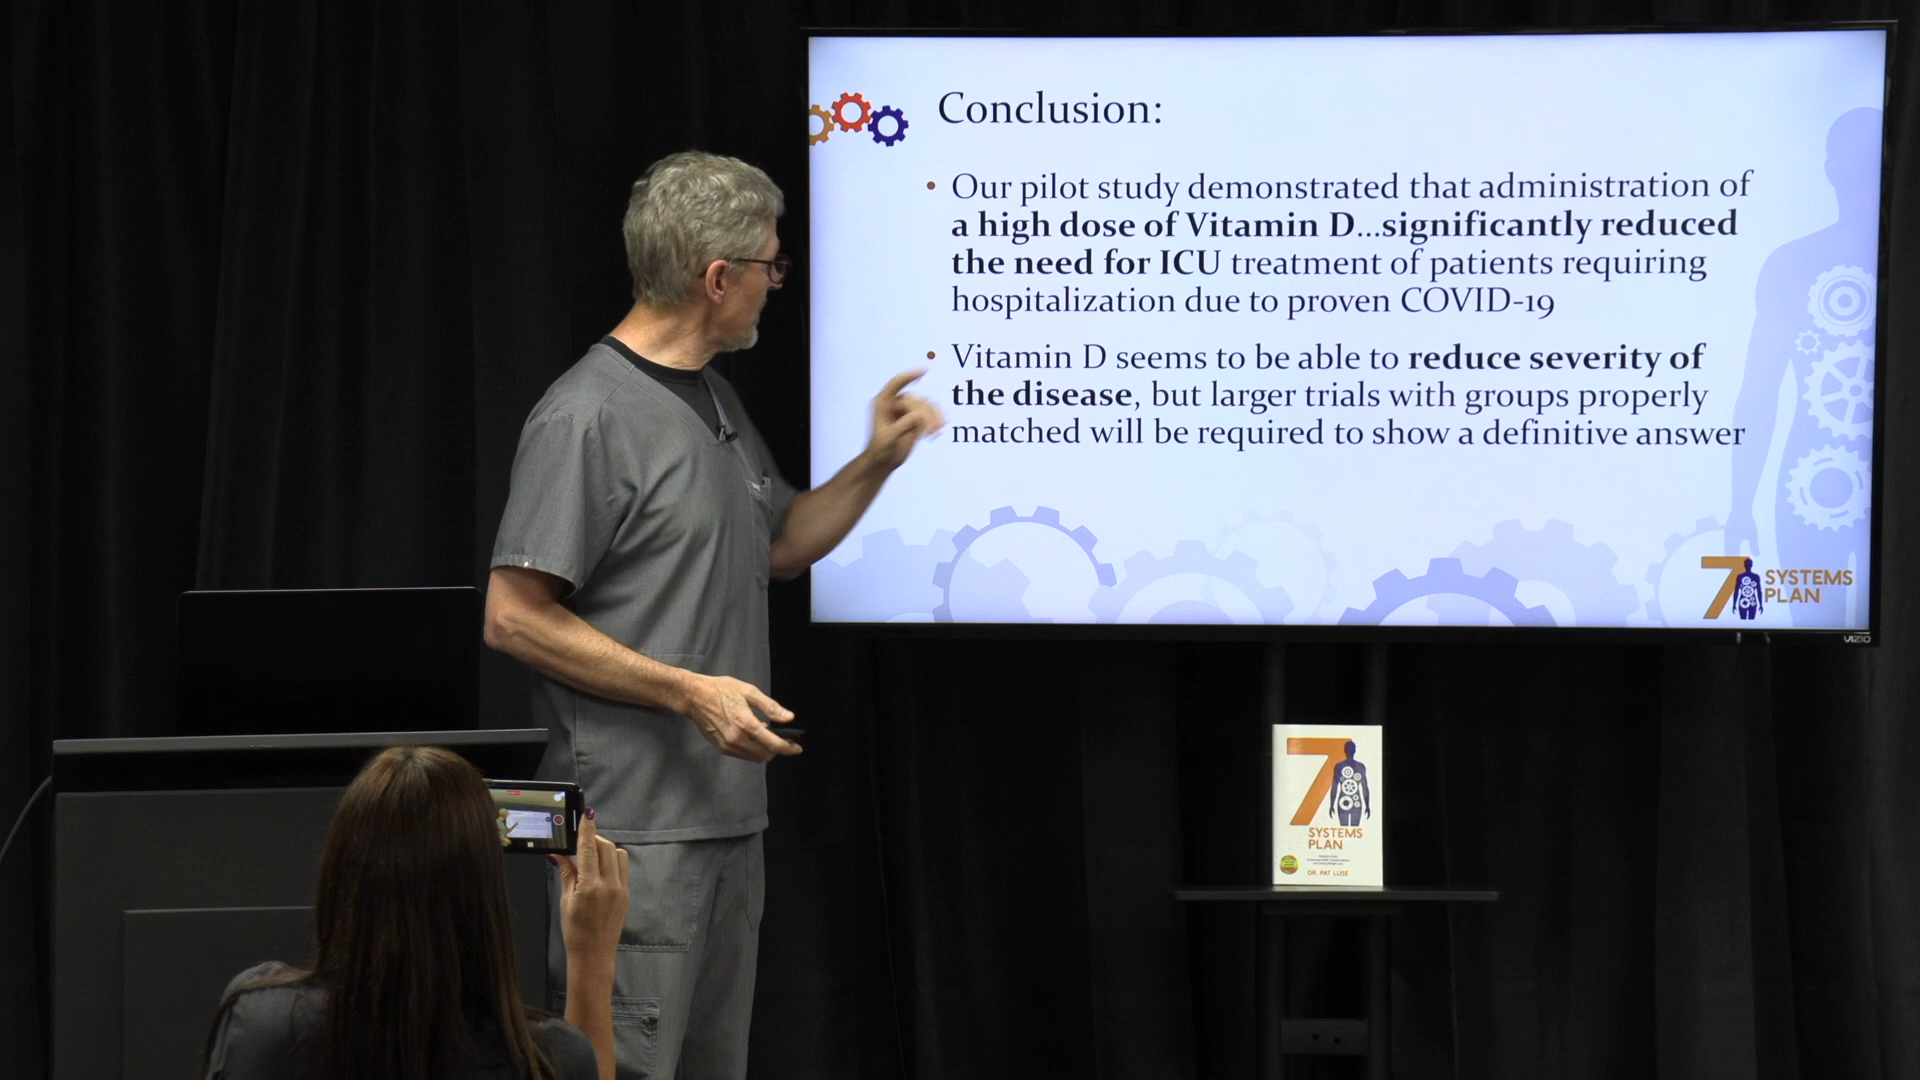 Conclusion:
• Our pilot study demonstrated that administration of
a high dose of Vitamin D...significantly reduced
the need for ICU treatment of patients requiring
hospitalization due to proven COVID-19
• Vitamin D seems to be able to reduce severity of
the disease, but larger trials with groups properly
matched will be required to show a definitive answer
7 SYSTEMS
PLAN
VIZIO
7
SYSTEMS
PLAN
DR. PAT LUSE